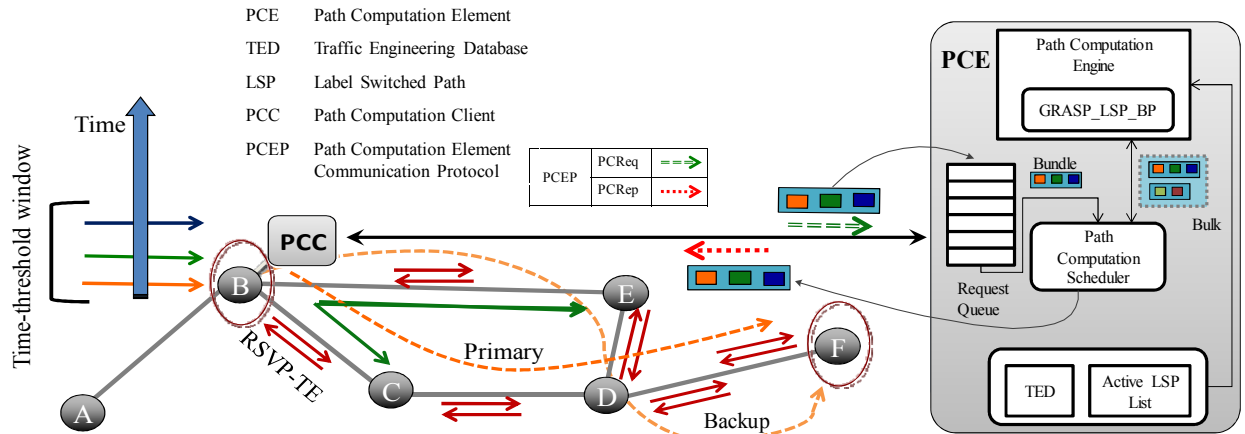 PCE Path Computation Element
TED Traffic Engineering Database
LSP Label Switched Path
PCC Path Computation Client
PCEP Path Computation Element
Communication Protocol
PCEP
PCReq
PCRep
Time-threshold window
Time
PCC
A
B
C
D
E
F
RSVP-TE
Primary
Backup
PCE
Path Computation
Engine
GRASP_LSP_BP
Bundle
Bulk
Path
Computation
Scheduler
Request
Queue
TED
Active LSP
List